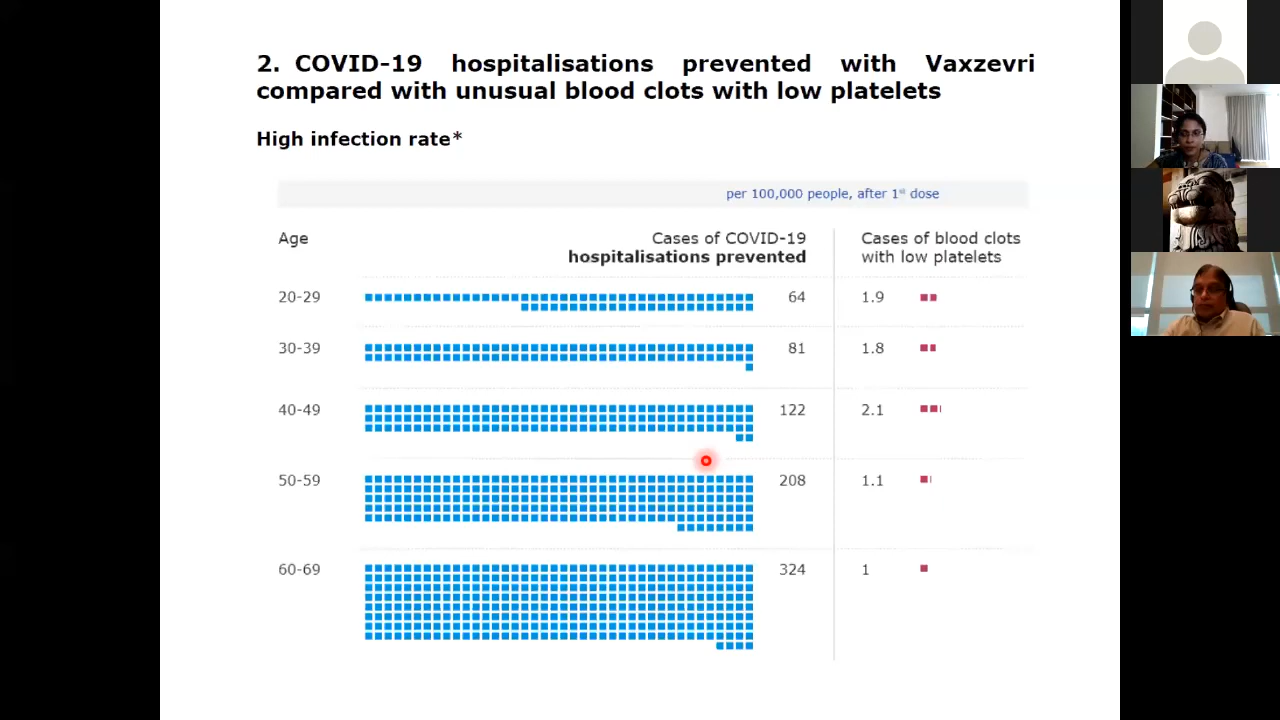 2. COVID-19 hospitalisations prevented with Vaxzevri
compared with unusual blood clots with low platelets
High infection rate*
per 100,000 people, after 1st dose
Age
Cases of COVID-19
hospitalisations prevented
Cases of blood clots
with low platelets
20-29 64 1.9
30-39 81 1.8
40-49 122 2.1
50-59 208 1.1
60-69 324 1